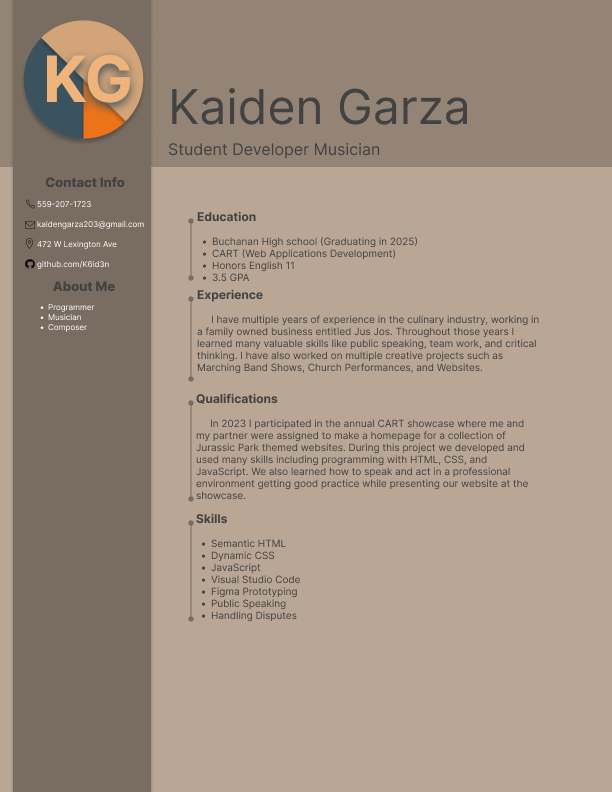 KG
Kaiden Garza
Student Developer Musician
Contact Info
559-207-1723
kaidengarza203@gmail.com
472 W Lexington Ave
github.com/K6id3n
About Me
• Programmer
• Musician
• Composer
Education
• Buchanan High school (Graduating in 2025)
• CART (Web Applications Development)
• Honors English 11
• 3.5 GPA
Experience
I have multiple years of experience in the culinary industry, working in
a family owned business entitled Jus Jos. Throughout those years I
learned many valuable skills like public speaking, team work, and critical
thinking. I have also worked on multiple creative projects such as
Marching Band Shows, Church Performances, and Websites.
Qualifications
In 2023 I participated in the annual CART showcase where me and
my partner were assigned to make a homepage for a collection of
Jurassic Park themed websites. During this project we developed and
used many skills including programming with HTML, CSS, and
JavaScript. We also learned how to speak and act in a professional
environment getting good practice while presenting our website at the
showcase.
Skills
• Semantic HTML
• Dynamic CSS
• JavaScript
• Visual Studio Code
• Figma Prototyping
• Public Speaking
• Handling Disputes